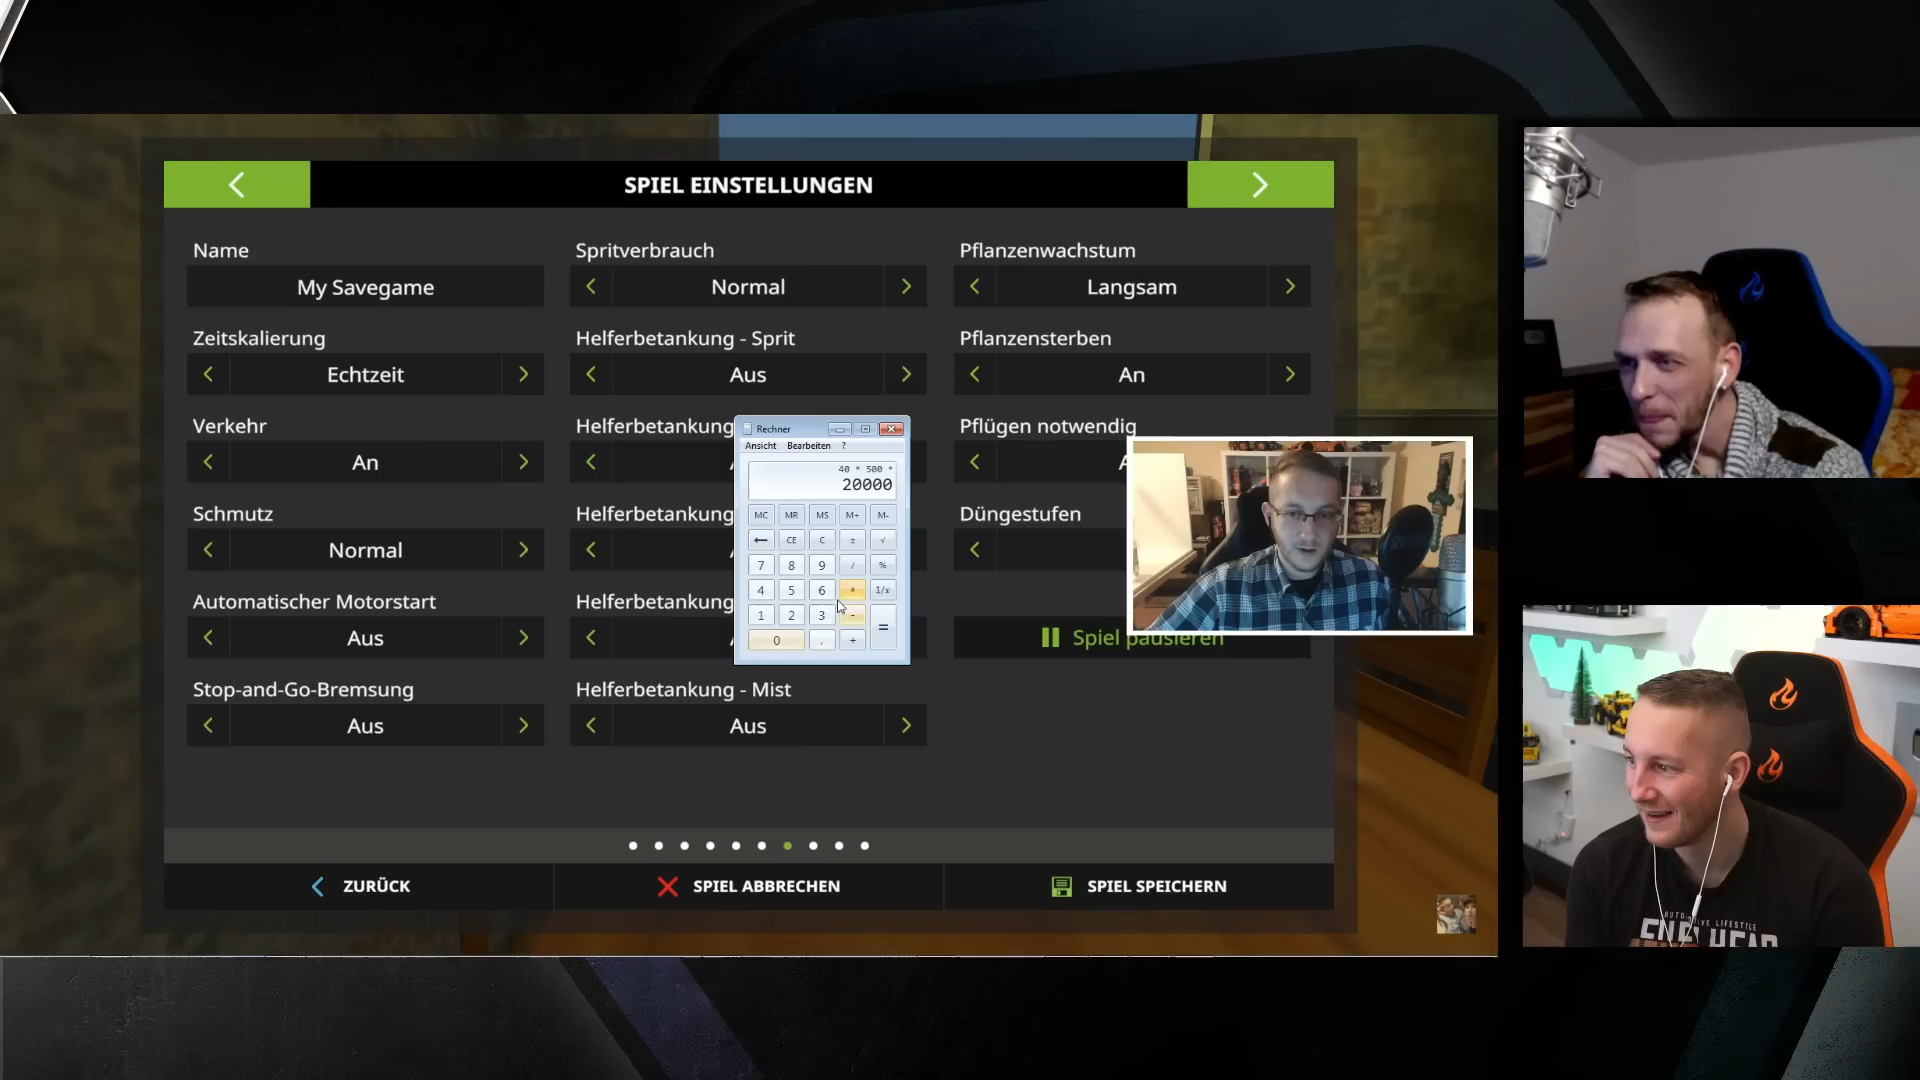 SPIEL EINSTELLUNGEN
Name
My Savegame
Zeitskalierung
Echtzeit
Verkehr
An
Schmutz
Normal
Automatischer Motorstart
Aus
Stop-and-Go-Bremsung
Aus
Spritverbrauch
Normal
Helferbetankung - Sprit
Aus
Helferbetankung
Helferbetankung
Helferbetankung
Helferbetankung - Mist
Aus
Pflanzenwachstum
Langsam
Pflanzensterben
An
Pflügen notwendig
Düngestufen
Spiel pausieren
Rechner
Ansicht Bearbeiten ?
40 * 500 *
20000
MC MR MS M+ M-
← CE C ± √
7 8 9 / %
4 5 6 * 1/x
1 2 3 - =
0 , +
ZURÜCK
SPIEL ABBRECHEN
SPIEL SPEICHERN